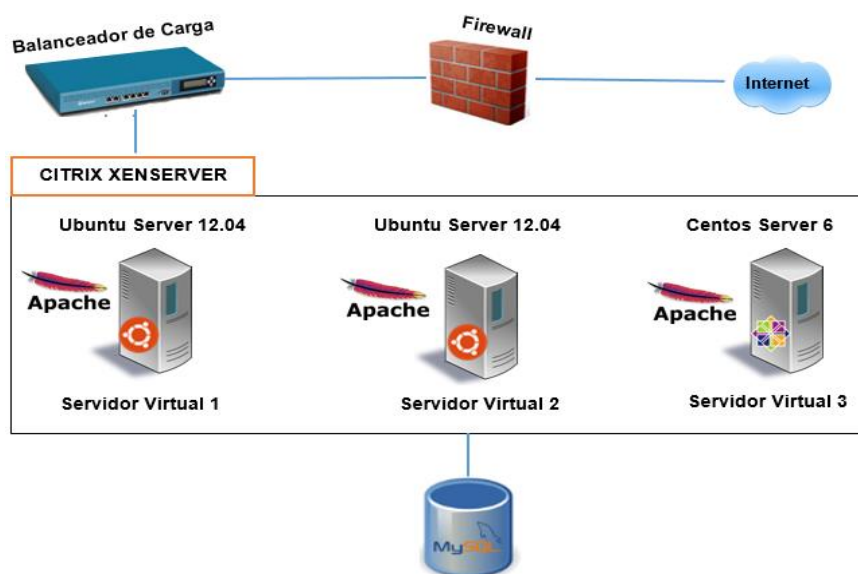 Balanceador de Carga
Firewall
Internet
CITRIX XENSERVER
Ubuntu Server 12.04
Ubuntu Server 12.04
Centos Server 6
Apache
Apache
Apache
Servidor Virtual 1
Servidor Virtual 2
Servidor Virtual 3
MySQL